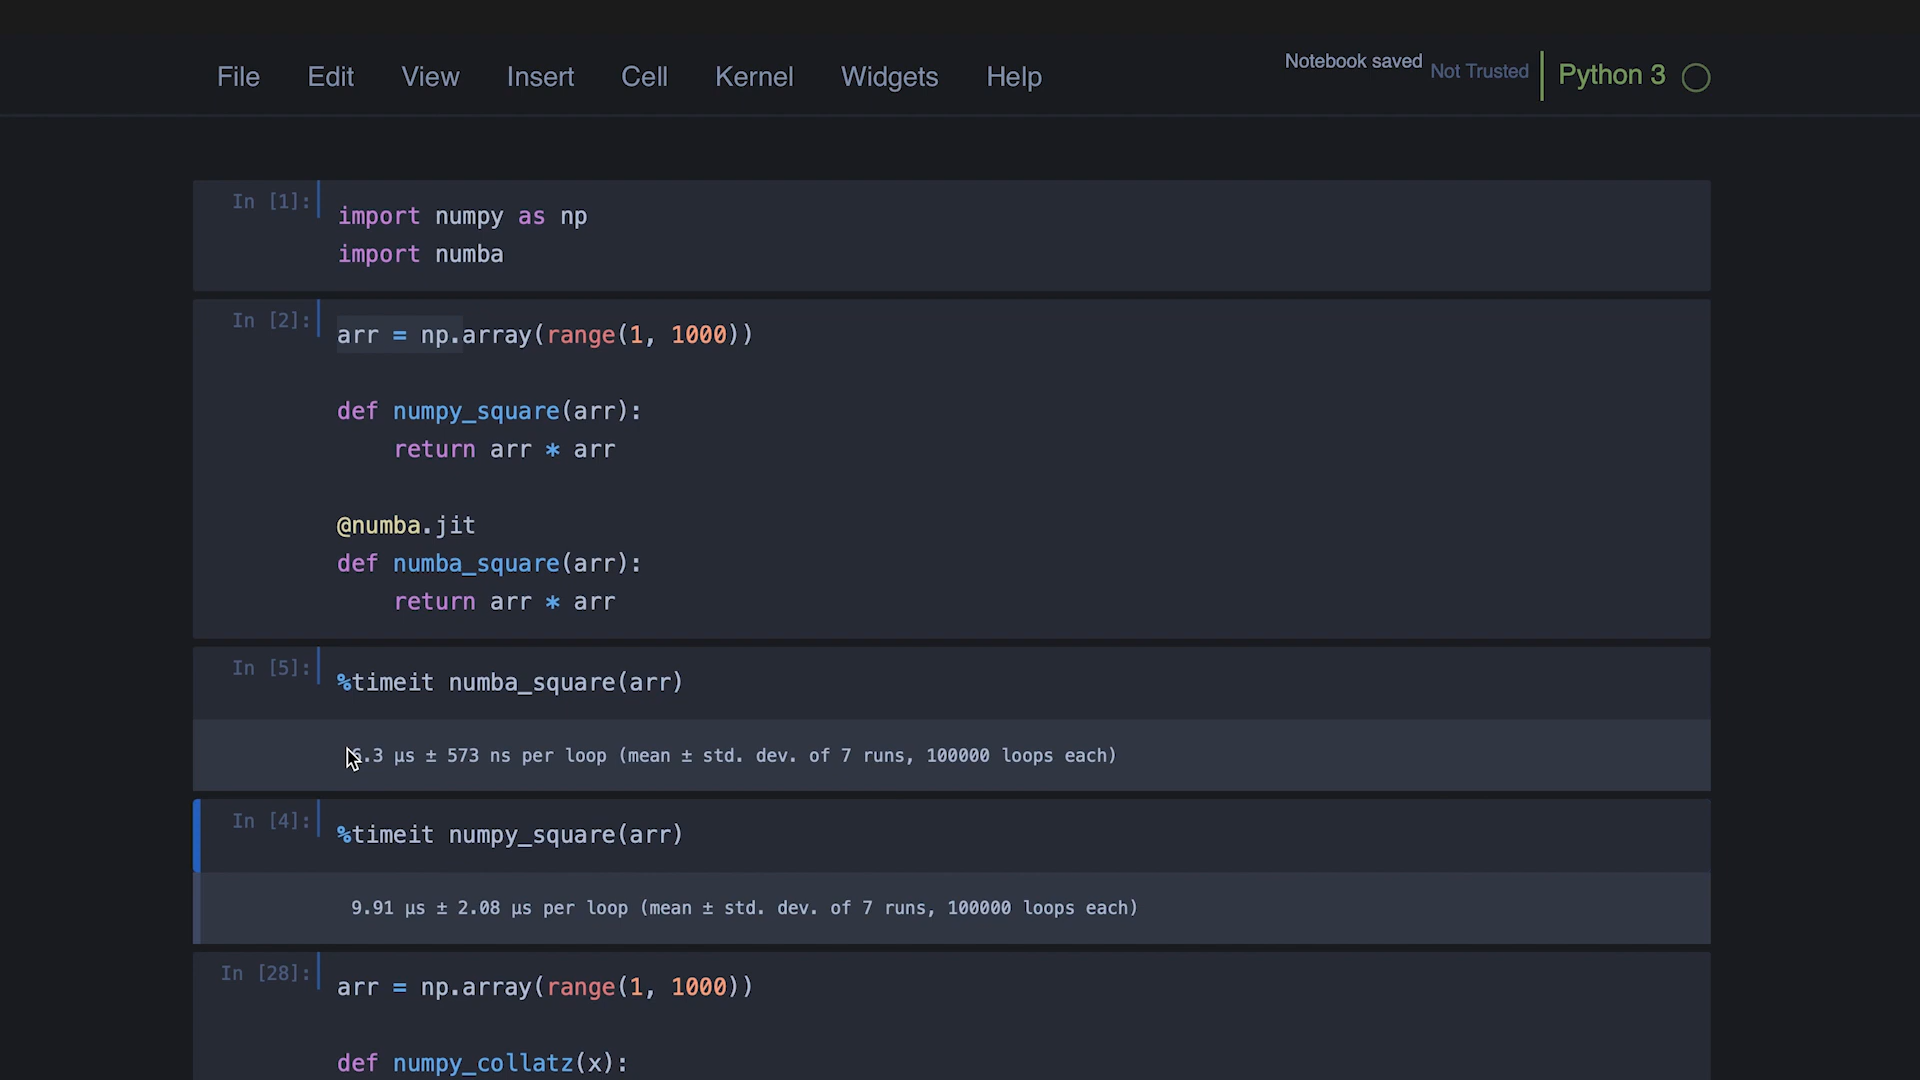 File Edit View Insert Cell Kernel Widgets Help Notebook saved Not Trusted Python 3
In [1]: import numpy as np
import numba
In [2]: arr = np.array(range(1, 1000))
def numpy_square(arr):
return arr * arr
@numba.jit
def numba_square(arr):
return arr * arr
In [5]: %timeit numba_square(arr)
µs ± 573 ns per loop (mean ± std. dev. of 7 runs, 100000 loops each)
In [4]: %timeit numpy_square(arr)
9.91 µs ± 2.08 µs per loop (mean ± std. dev. of 7 runs, 100000 loops each)
In [28]: arr = np.array(range(1, 1000))
def numpy_collatz(x):